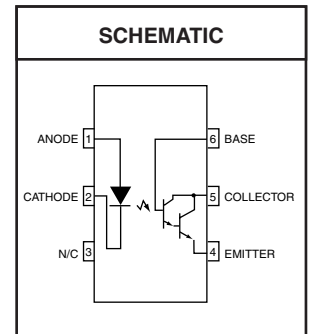 SCHEMATIC
ANODE 1
6 BASE
CATHODE 2
5 COLLECTOR
N/C 3
4 EMITTER